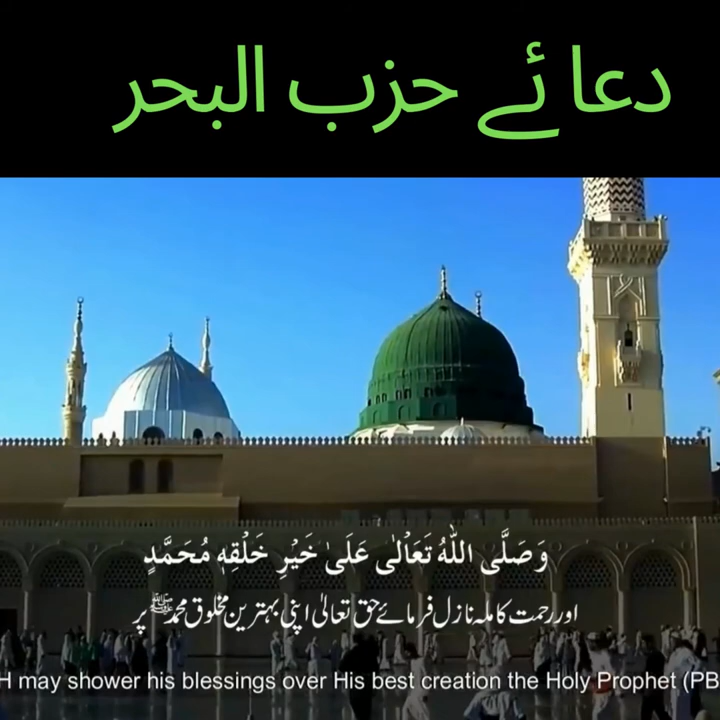 دعائے حزب البحر
وَصَلَّی اللّٰهُ تَعَالٰی عَلٰی خَیْرِ خَلْقِهٖ مُحَمَّدٍ
اور رحمت کاملہ نازل فرمائے حق تعالیٰ اپنی بہترین مخلوق محمد ﷺ پر
H may shower his blessings over His best creation the Holy Prophet (PB